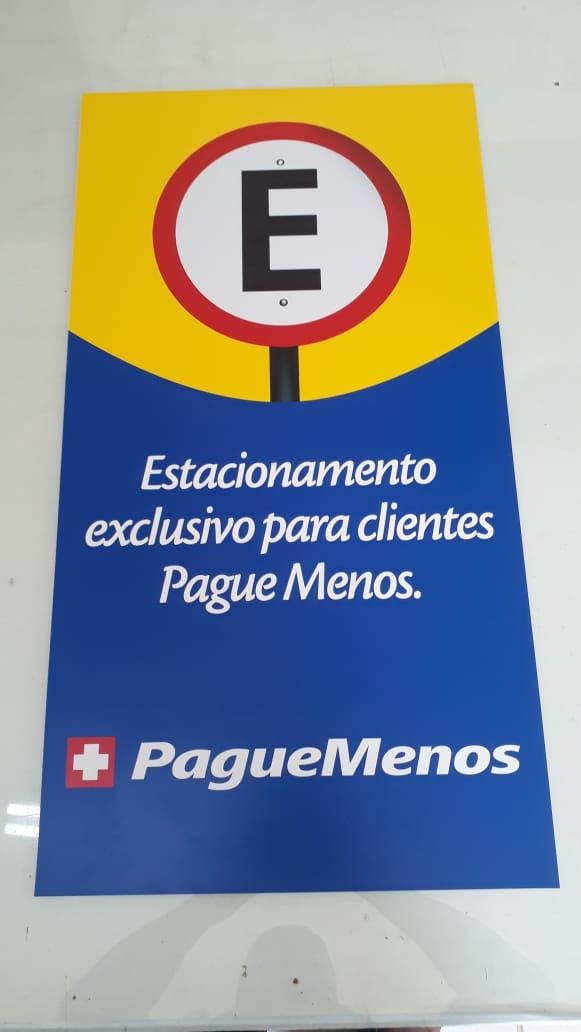 E
Estacionamento
exclusivo para clientes
Pague Menos.
PagueMenos